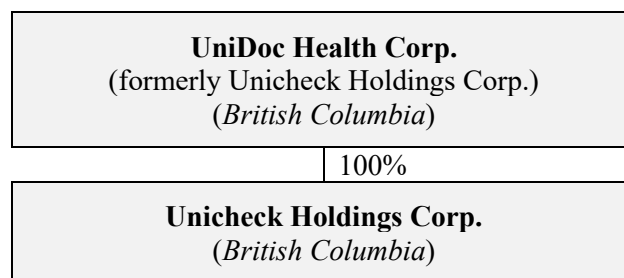 UniDoc Health Corp.
(formerly Unicheck Holdings Corp.)
(British Columbia)
100%
Unicheck Holdings Corp.
(British Columbia)